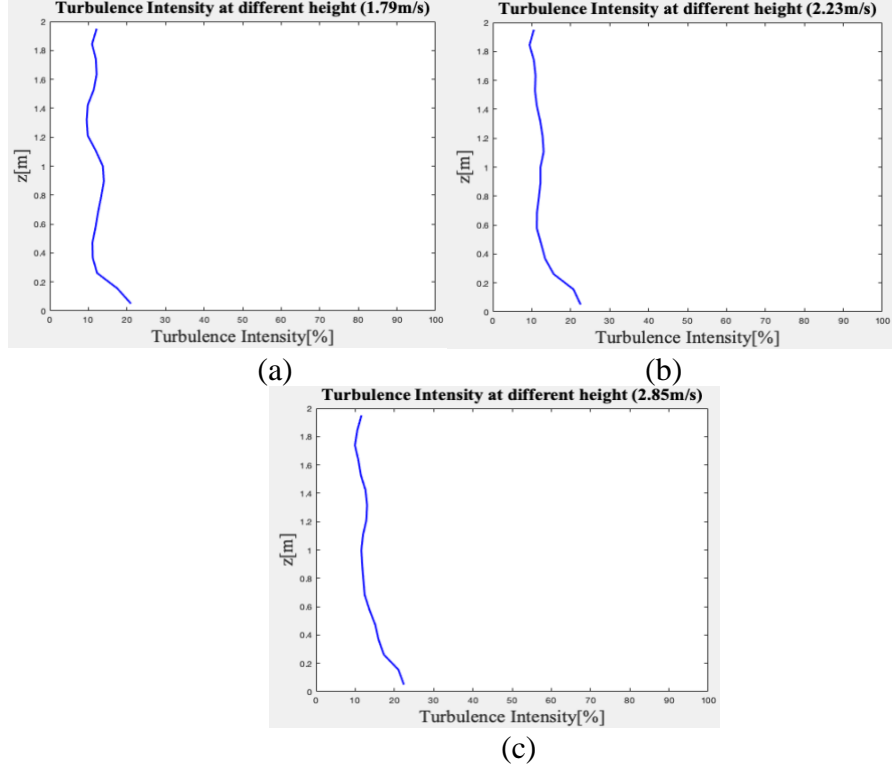 Turbulence Intensity at different height (1.79m/s)
2
1.8
1.6
1.4
1.2
1
0.8
0.6
0.4
0.2
0
z[m]
0 10 20 30 40 50 60 70 80 90 100
Turbulence Intensity[%]
(a)
Turbulence Intensity at different height (2.23m/s)
2
1.8
1.6
1.4
1.2
1
0.8
0.6
0.4
0.2
0
z[m]
0 10 20 30 40 50 60 70 80 90 100
Turbulence Intensity[%]
(b)
Turbulence Intensity at different height (2.85m/s)
2
1.8
1.6
1.4
1.2
1
0.8
0.6
0.4
0.2
0
z[m]
0 10 20 30 40 50 60 70 80 90 100
Turbulence Intensity[%]
(c)